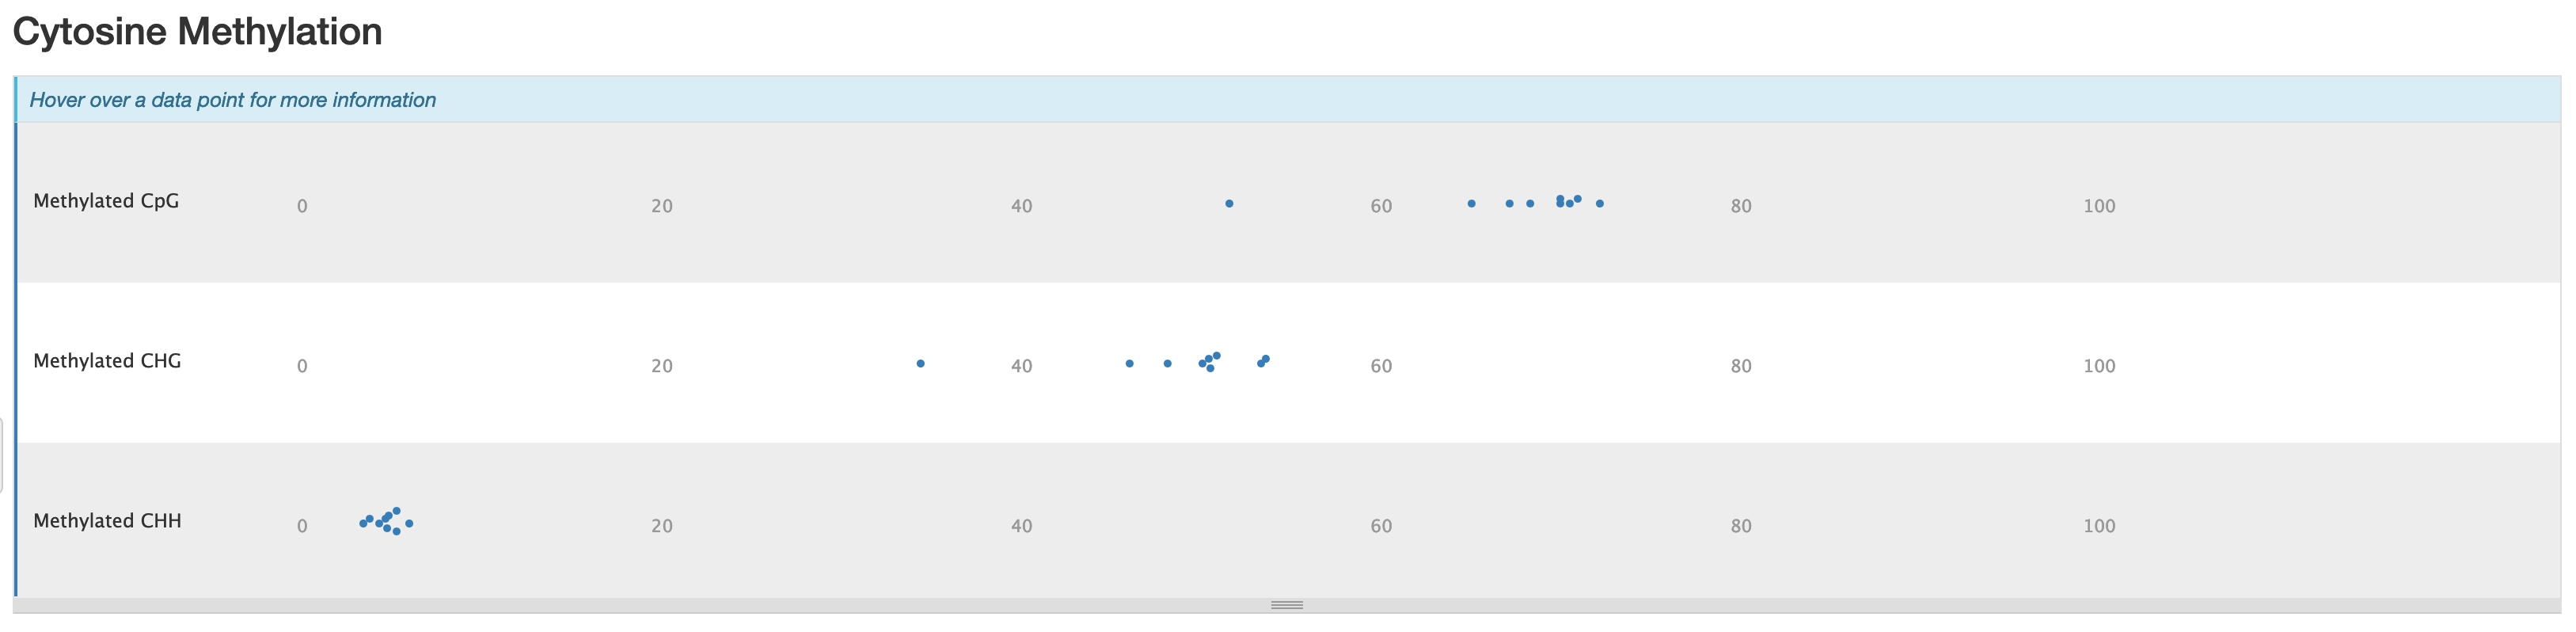 Cytosine Methylation
Hover over a data point for more information
Methylated CpG 0 20 40 60 80 100
Methylated CHG 0 20 40 60 80 100
Methylated CHH 0 20 40 60 80 100